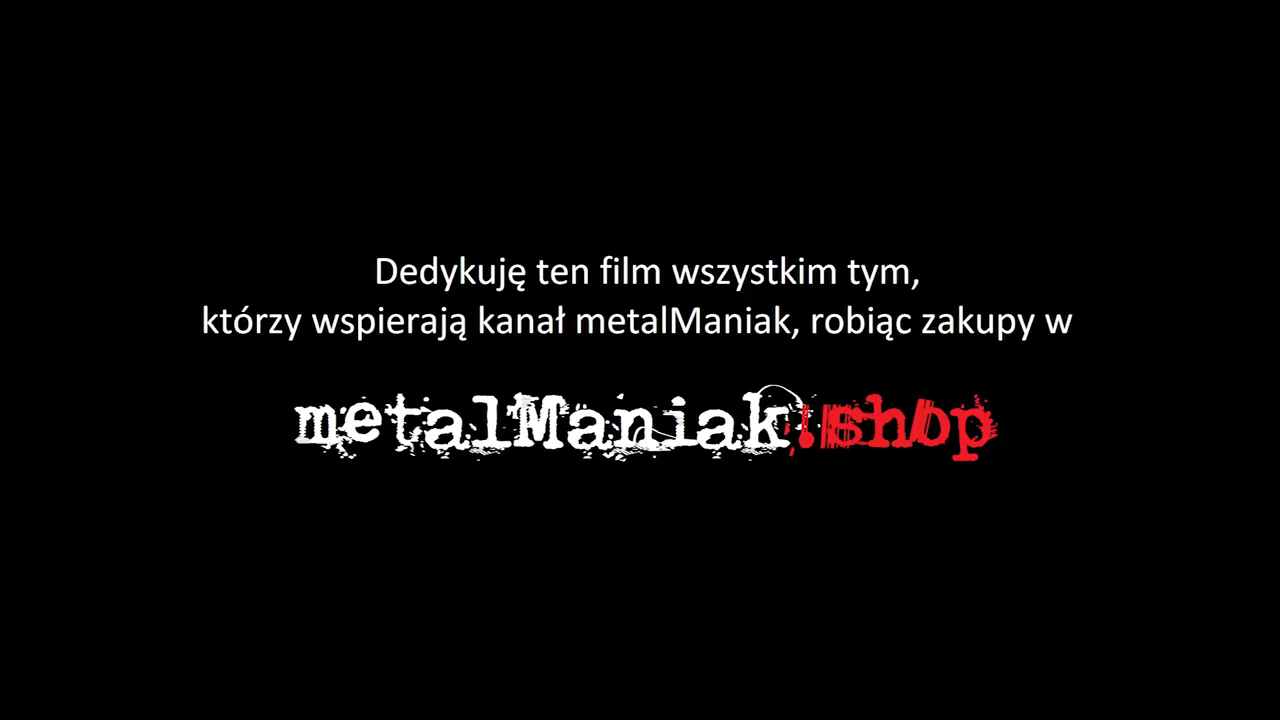 Dedykuję ten film wszystkim tym,
którzy wspierają kanał metalManiak, robiąc zakupy w
metalManiak.shop